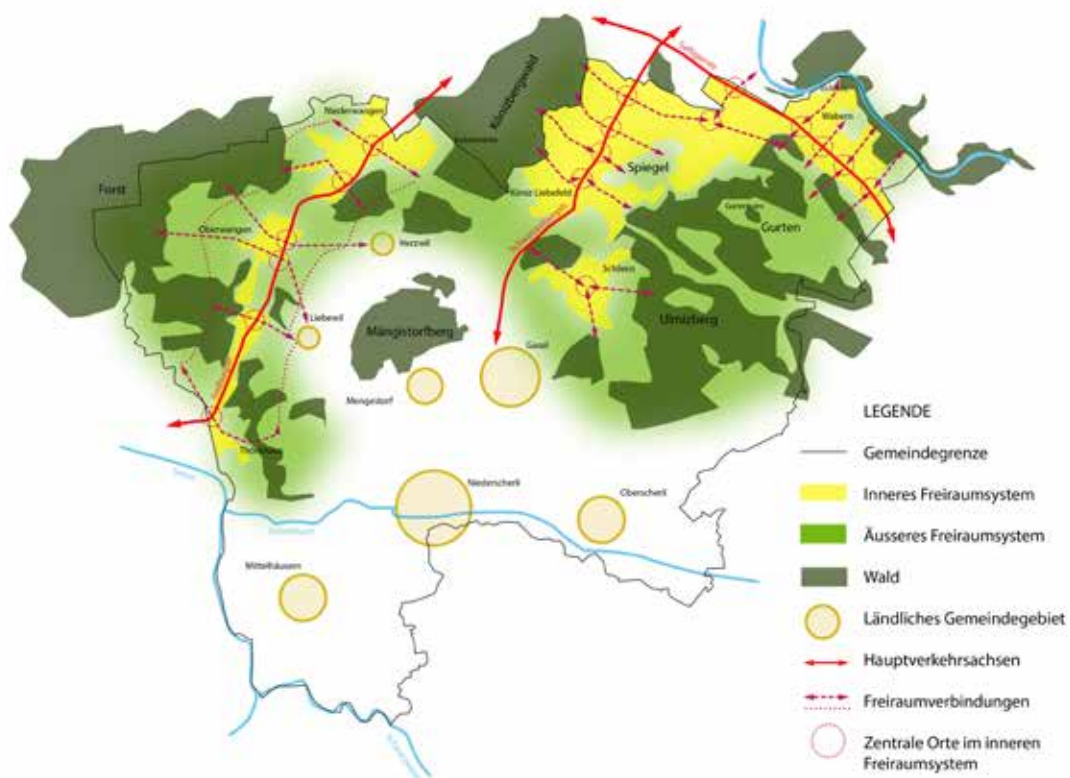 Könizbergwald
Niederwangen
Wabern
Forst
Spiegel
Köniz Liebefeld
Gurten
Oberwangen
Herzwil
Schliern
Ulmizberg
Liebewil
Mängistorfberg
Gasel
Mengestorf
Thörishaus
Niederscherli
Oberscherli
Mittelhäusern
LEGENDE
Gemeindegrenze
Inneres Freiraumsystem
Äusseres Freiraumsystem
Wald
Ländliches Gemeindegebiet
Hauptverkehrsachsen
Freiraumverbindungen
Zentrale Orte im inneren
Freiraumsystem